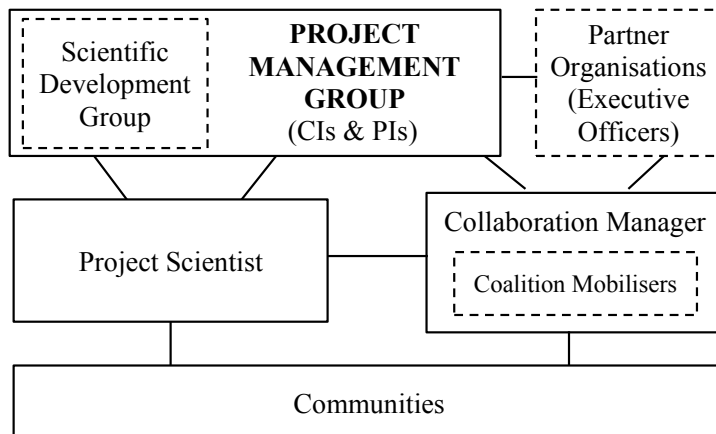 Scientific
Development
Group
PROJECT
MANAGEMENT
GROUP
(CIs & PIs)
Partner
Organisations
(Executive
Officers)
Project Scientist
Collaboration Manager
Coalition Mobilisers
Communities